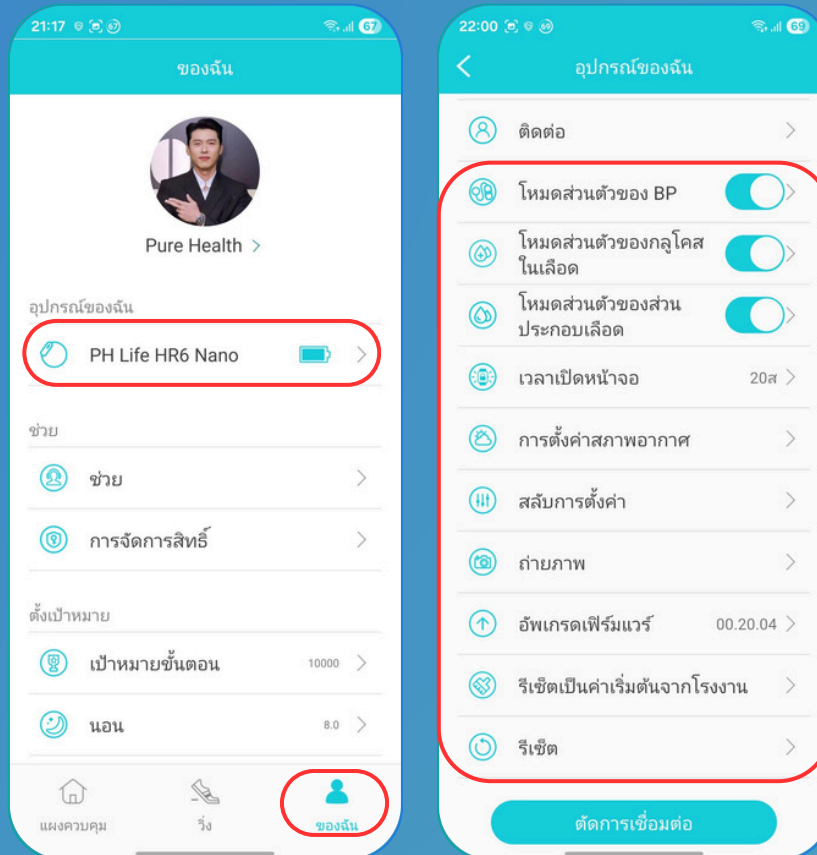 21:17
67
67
ของฉัน
Pure Health >
อุปกรณ์ของฉัน
PH Life HR6 Nano
ช่วย
ช่วย
การจัดการสิทธิ์
ตั้งเป้าหมาย
เป้าหมายขั้นตอน 10000
นอน 8.0
แผงควบคุม
วิ่ง
ของฉัน
22:00
69
69
อุปกรณ์ของฉัน
ติดต่อ
โหมดส่วนตัวของ BP
โหมดส่วนตัวของกลูโคส
ในเลือด
โหมดส่วนตัวของส่วน
ประกอบเลือด
เวลาเปิดหน้าจอ 20ส
การตั้งค่าสภาพอากาศ
สลับการตั้งค่า
ถ่ายภาพ
อัพเกรดเฟิร์มแวร์ 00.20.04
รีเซ็ตเป็นค่าเริ่มต้นจากโรงงาน
รีเซ็ต
ตัดการเชื่อมต่อ